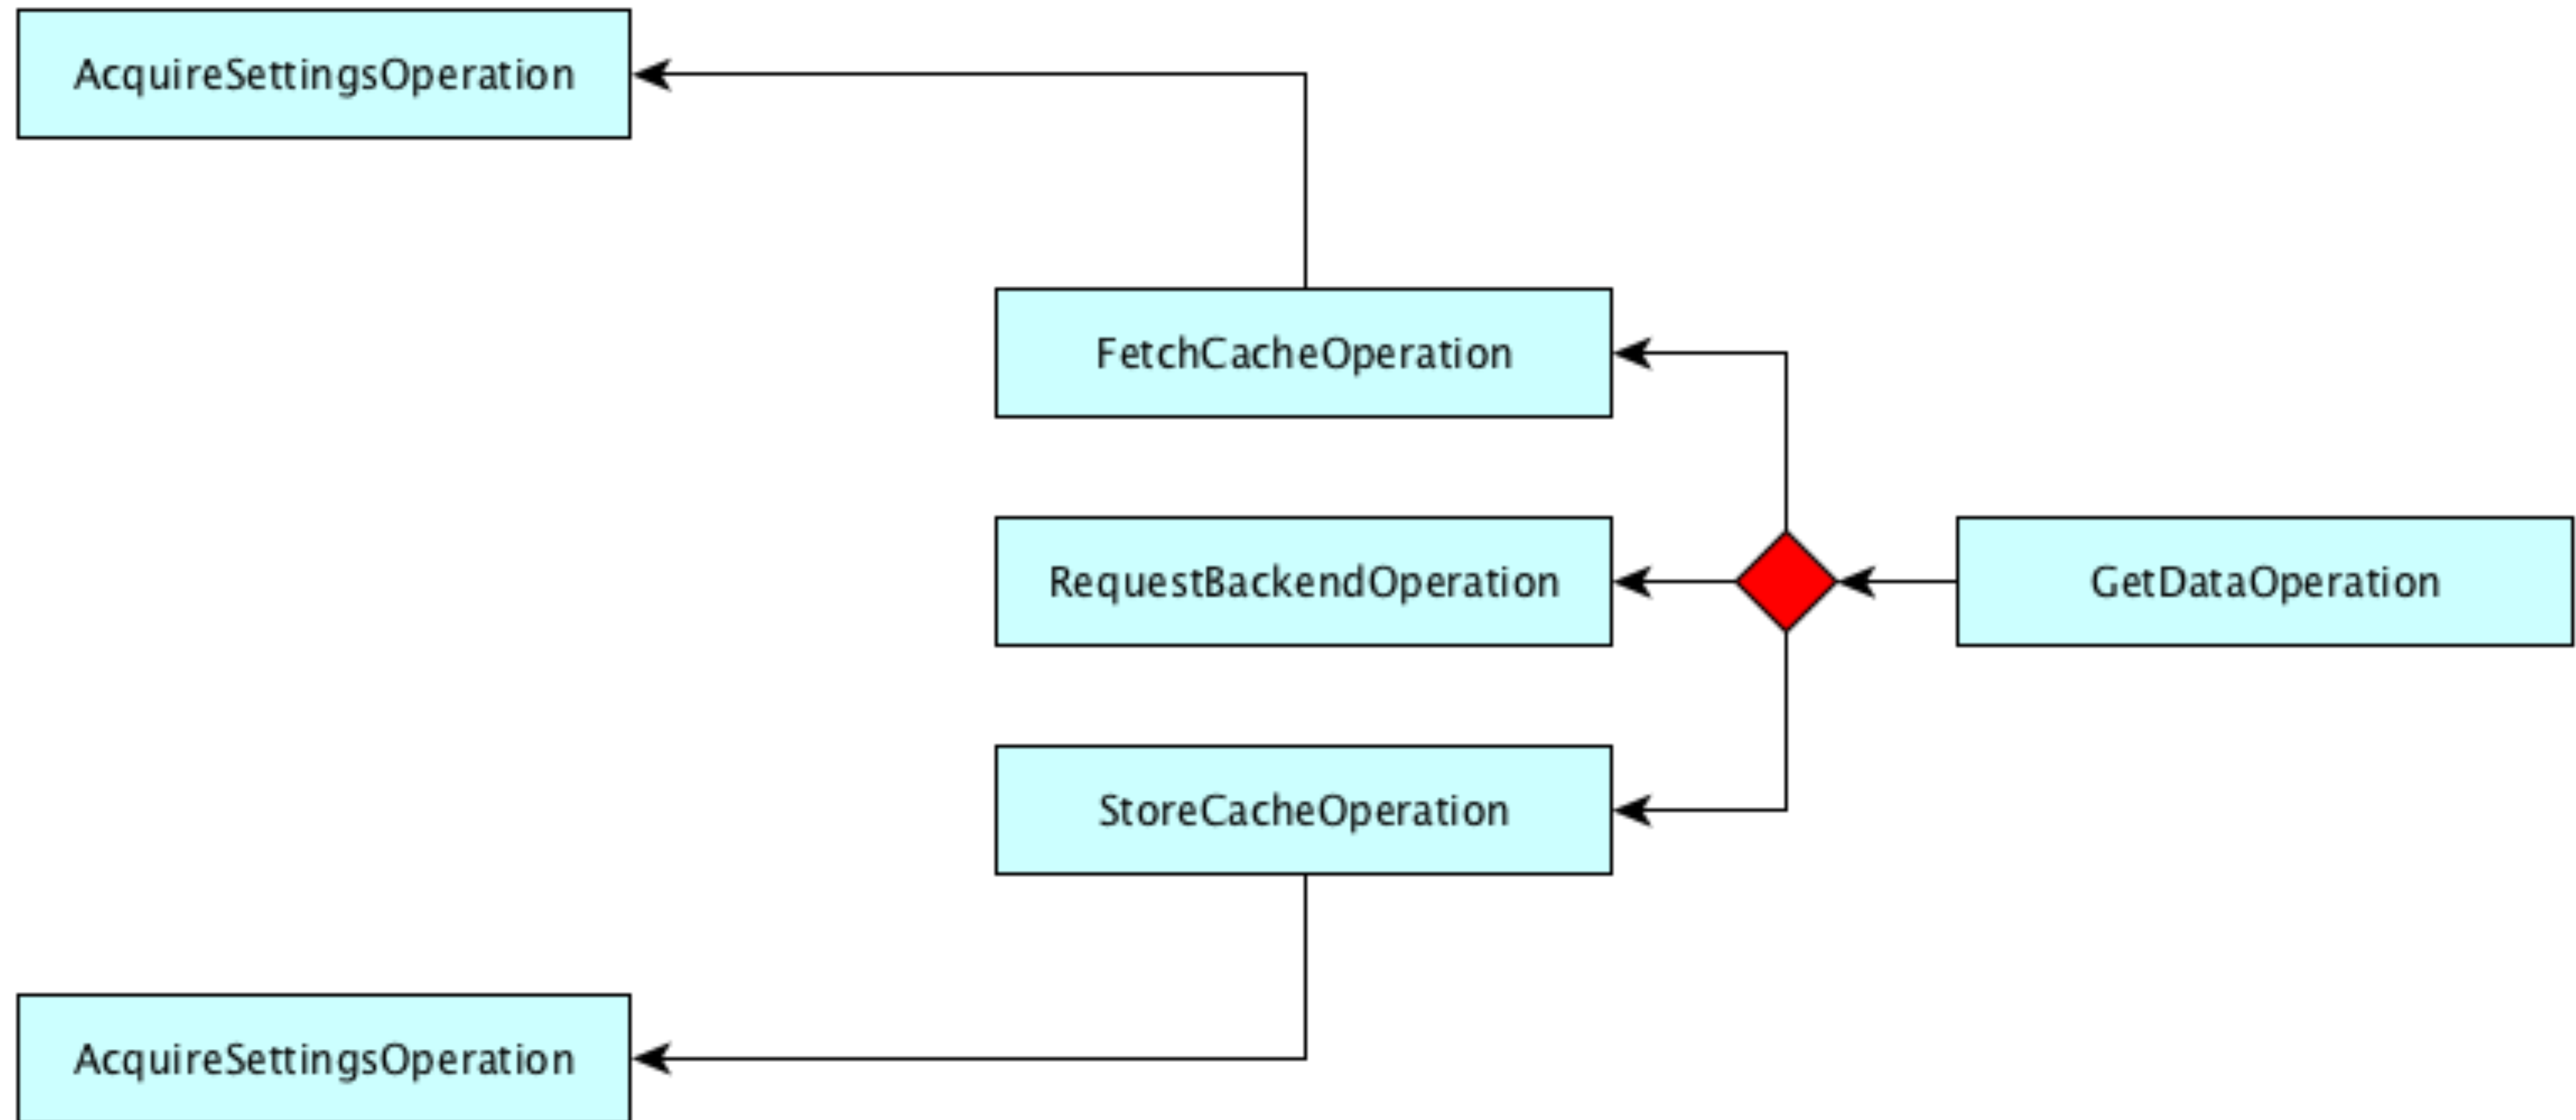 AcquireSettingsOperation
FetchCacheOperation
RequestBackendOperation
GetDataOperation
StoreCacheOperation
AcquireSettingsOperation